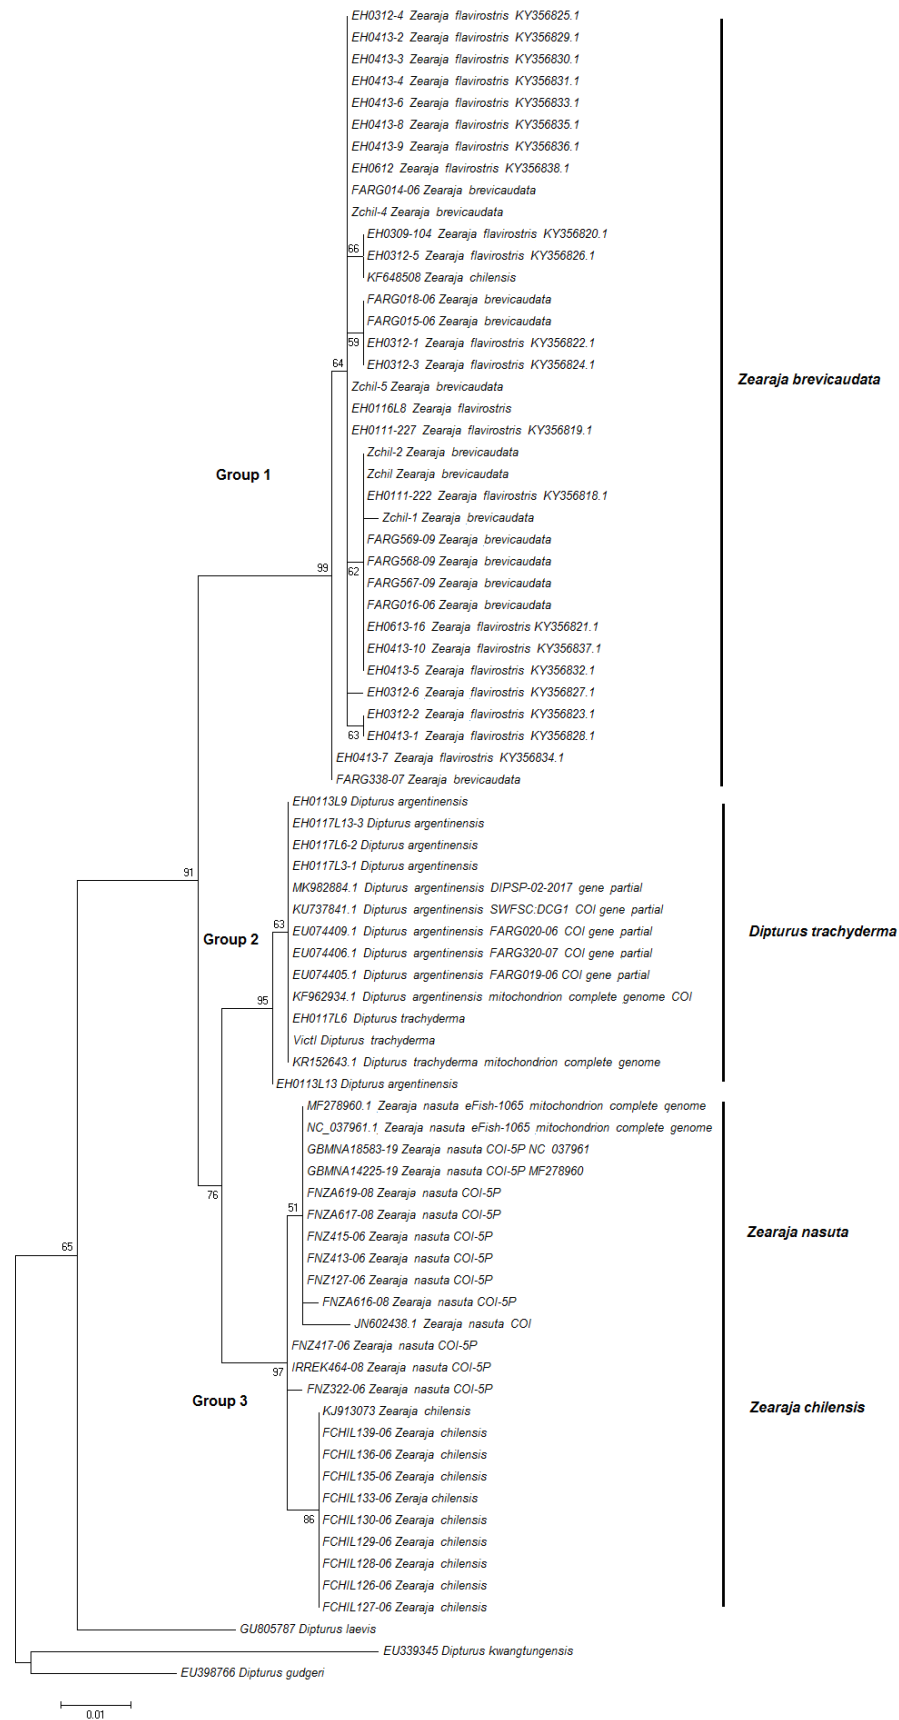 EH0312-4 Zearaja flavirostris KY356825.1
EH0413-2 Zearaja flavirostris KY356829.1
EH0413-3 Zearaja flavirostris KY356830.1
EH0413-4 Zearaja flavirostris KY356831.1
EH0413-6 Zearaja flavirostris KY356833.1
EH0413-8 Zearaja flavirostris KY356835.1
EH0413-9 Zearaja flavirostris KY356836.1
EH0612 Zearaja flavirostris KY356838.1
FARG014-06 Zearaja brevicaudata
Zchil-4 Zearaja brevicaudata
EH0309-104 Zearaja flavirostris KY356820.1
66
EH0312-5 Zearaja flavirostris KY356826.1
KF648508 Zearaja chilensis
FARG018-06 Zearaja brevicaudata
FARG015-06 Zearaja brevicaudata
59
EH0312-1 Zearaja flavirostris KY356822.1
EH0312-3 Zearaja flavirostris KY356824.1
64
Zearaja brevicaudata
Zchil-5 Zearaja brevicaudata
EH0116L8 Zearaja flavirostris
EH0111-227 Zearaja flavirostris KY356819.1
Zchil-2 Zearaja brevicaudata
Group 1
Zchil Zearaja brevicaudata
EH0111-222 Zearaja flavirostris KY356818.1
Zchil-1 Zearaja brevicaudata
FARG569-09 Zearaja brevicaudata
99
FARG568-09 Zearaja brevicaudata
62
FARG567-09 Zearaja brevicaudata
FARG016-06 Zearaja brevicaudata
EH0613-16 Zearaja flavirostris KY356821.1
EH0413-10 Zearaja flavirostris KY356837.1
EH0413-5 Zearaja flavirostris KY356832.1
EH0312-6 Zearaja flavirostris KY356827.1
EH0312-2 Zearaja flavirostris KY356823.1
63
EH0413-1 Zearaja flavirostris KY356828.1
EH0413-7 Zearaja flavirostris KY356834.1
FARG338-07 Zearaja brevicaudata
EH0113L9 Dipturus argentinensis
EH0117L13-3 Dipturus argentinensis
EH0117L6-2 Dipturus argentinensis
91
EH0117L3-1 Dipturus argentinensis
MK982884.1 Dipturus argentinensis DIPSP-02-2017 gene partial
KU737841.1 Dipturus argentinensis SWFSC:DCG1 COI gene partial
63
EU074409.1 Dipturus argentinensis FARG020-06 COI gene partial
Dipturus trachyderma
Group 2
EU074406.1 Dipturus argentinensis FARG320-07 COI gene partial
EU074405.1 Dipturus argentinensis FARG019-06 COI gene partial
95
KF962934.1 Dipturus argentinensis mitochondrion complete genome COI
EH0117L6 Dipturus trachyderma
Victl Dipturus trachyderma
KR152643.1 Dipturus trachyderma mitochondrion complete genome
EH0113L13 Dipturus argentinensis
MF278960.1 Zearaja nasuta eFish-1065 mitochondrion complete genome
NC_037961.1 Zearaja nasuta eFish-1065 mitochondrion complete genome
GBMNA18583-19 Zearaja nasuta COI-5P NC 037961
GBMNA14225-19 Zearaja nasuta COI-5P MF278960
76
FNZA619-08 Zearaja nasuta COI-5P
51
FNZA617-08 Zearaja nasuta COI-5P
Zearaja nasuta
FNZ415-06 Zearaja nasuta COI-5P
65
FNZ413-06 Zearaja nasuta COI-5P
FNZ127-06 Zearaja nasuta COI-5P
FNZA616-08 Zearaja nasuta COI-5P
JN602438.1 Zearaja nasuta COI
FNZ417-06 Zearaja nasuta COI-5P
97
IRREK464-08 Zearaja nasuta COI-5P
FNZ322-06 Zearaja nasuta COI-5P
Group 3
Zearaja chilensis
KJ913073 Zearaja chilensis
FCHIL139-06 Zearaja chilensis
FCHIL136-06 Zearaja chilensis
FCHIL135-06 Zearaja chilensis
FCHIL133-06 Zeraja chilensis
86
FCHIL130-06 Zearaja chilensis
FCHIL129-06 Zearaja chilensis
FCHIL128-06 Zearaja chilensis
FCHIL126-06 Zearaja chilensis
FCHIL127-06 Zearaja chilensis
GU805787 Dipturus laevis
EU339345 Dipturus kwangtungensis
EU398766 Dipturus gudgeri
0.01